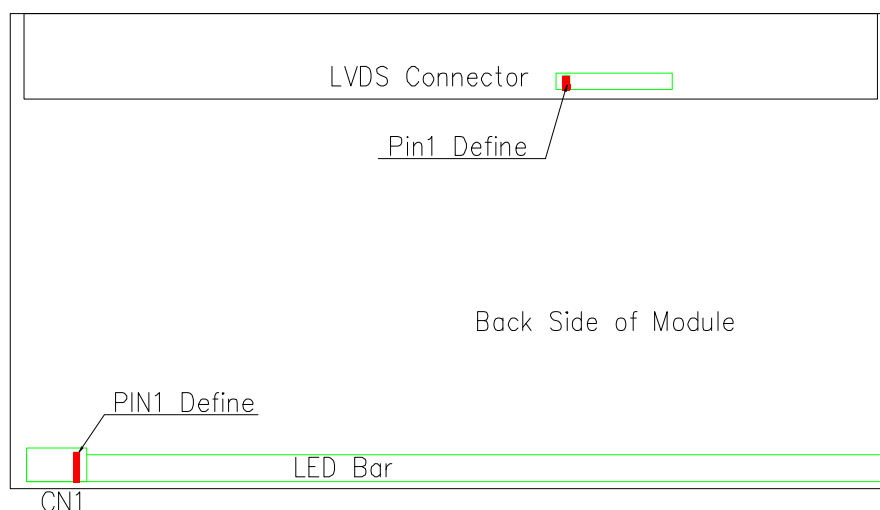 LVDS Connector
Pin1 Define
Back Side of Module
PIN1 Define
LED Bar
CN1